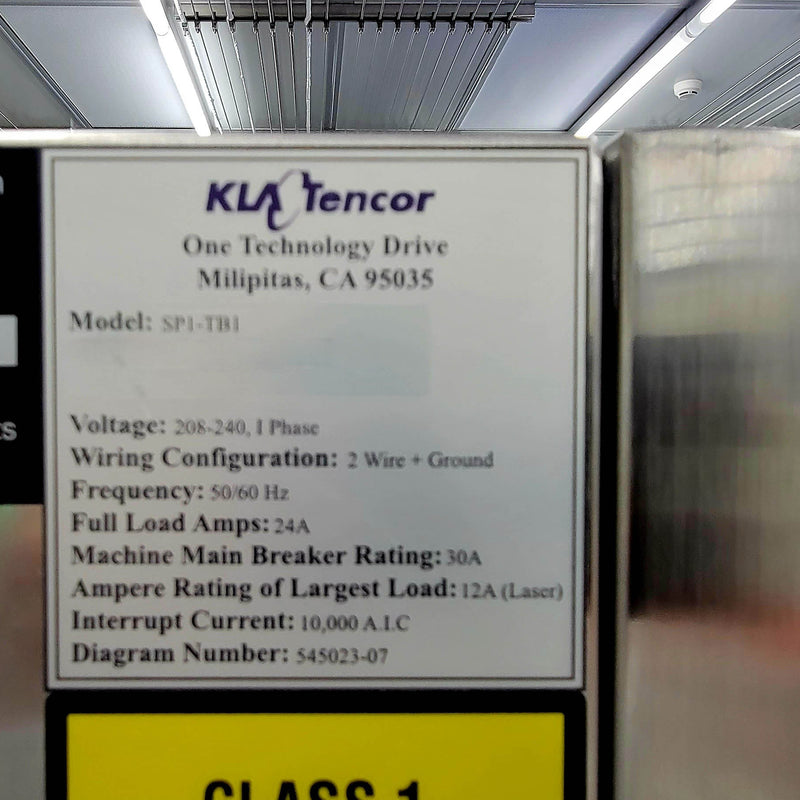 KLA Tencor
One Technology Drive
Milipitas, CA 95035
Model: SP1-TB1
Voltage: 208-240, 1 Phase
Wiring Configuration: 2 Wire + Ground
Frequency: 50/60 Hz
Full Load Amps: 24A
Machine Main Breaker Rating: 30A
Ampere Rating of Largest Load: 12A (Laser)
Interrupt Current: 10,000 A.I.C
Diagram Number: 545023-07
CLASS 1